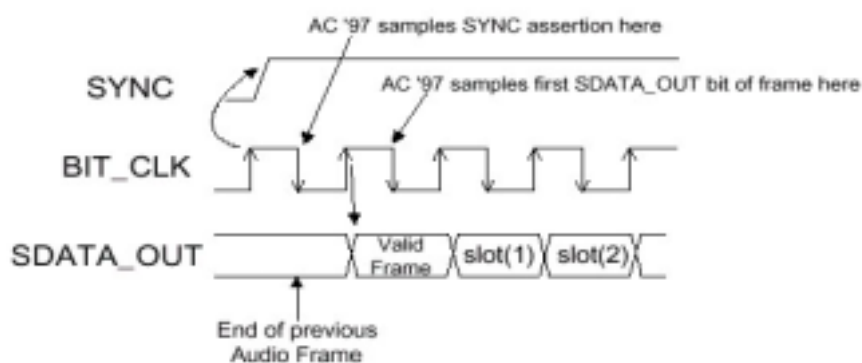 AC '97 samples SYNC assertion here
SYNC
AC '97 samples first SDATA_OUT bit of frame here
BIT_CLK
SDATA_OUT
Valid
Frame
slot(1)
slot(2)
End of previous
Audio Frame